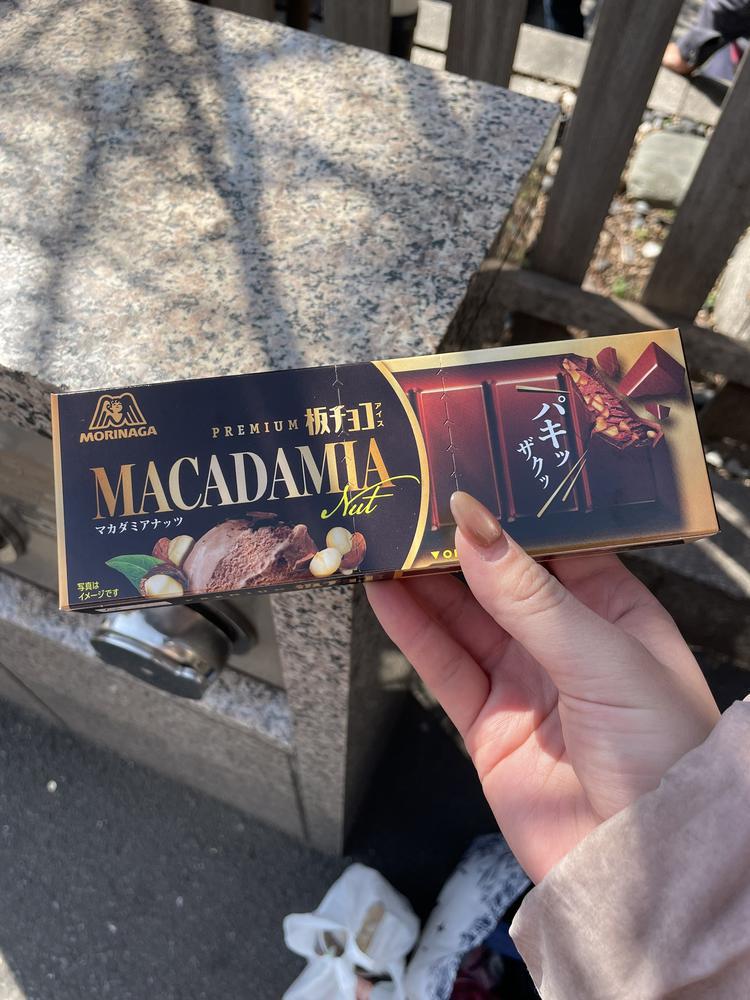 MORINAGA
PREMIUM 板チョコアイス
MACADAMIA
Nut
マカダミアナッツ
写真は
イメージです
パキッ
ザクッ